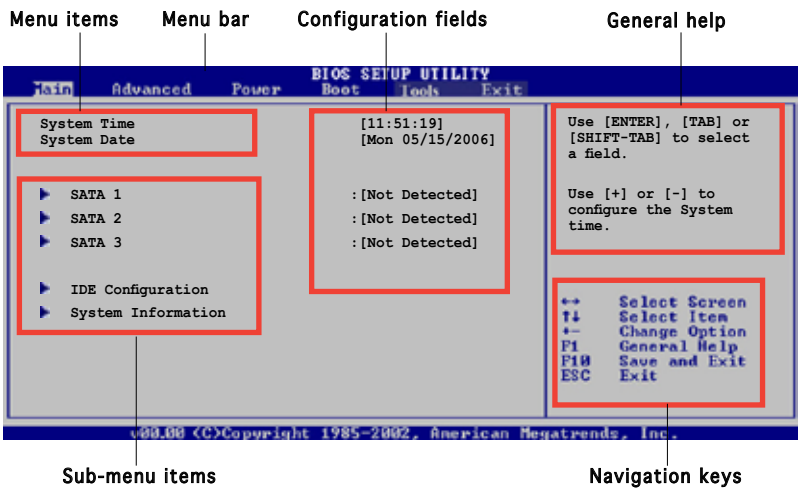 Menu items Menu bar Configuration fields General help
BIOS SETUP UTILITY
Main Advanced Power Boot Tools Exit
System Time [11:51:19]
System Date [Mon 05/15/2006]
SATA 1 :[Not Detected]
SATA 2 :[Not Detected]
SATA 3 :[Not Detected]
IDE Configuration
System Information
Use [ENTER], [TAB] or
[SHIFT-TAB] to select
a field.
Use [+] or [-] to
configure the System
time.
↔ Select Screen
↑↓ Select Item
+- Change Option
F1 General Help
F10 Save and Exit
ESC Exit
v00.00 (C)Copyright 1985-2002, American Megatrends, Inc.
Sub-menu items Navigation keys